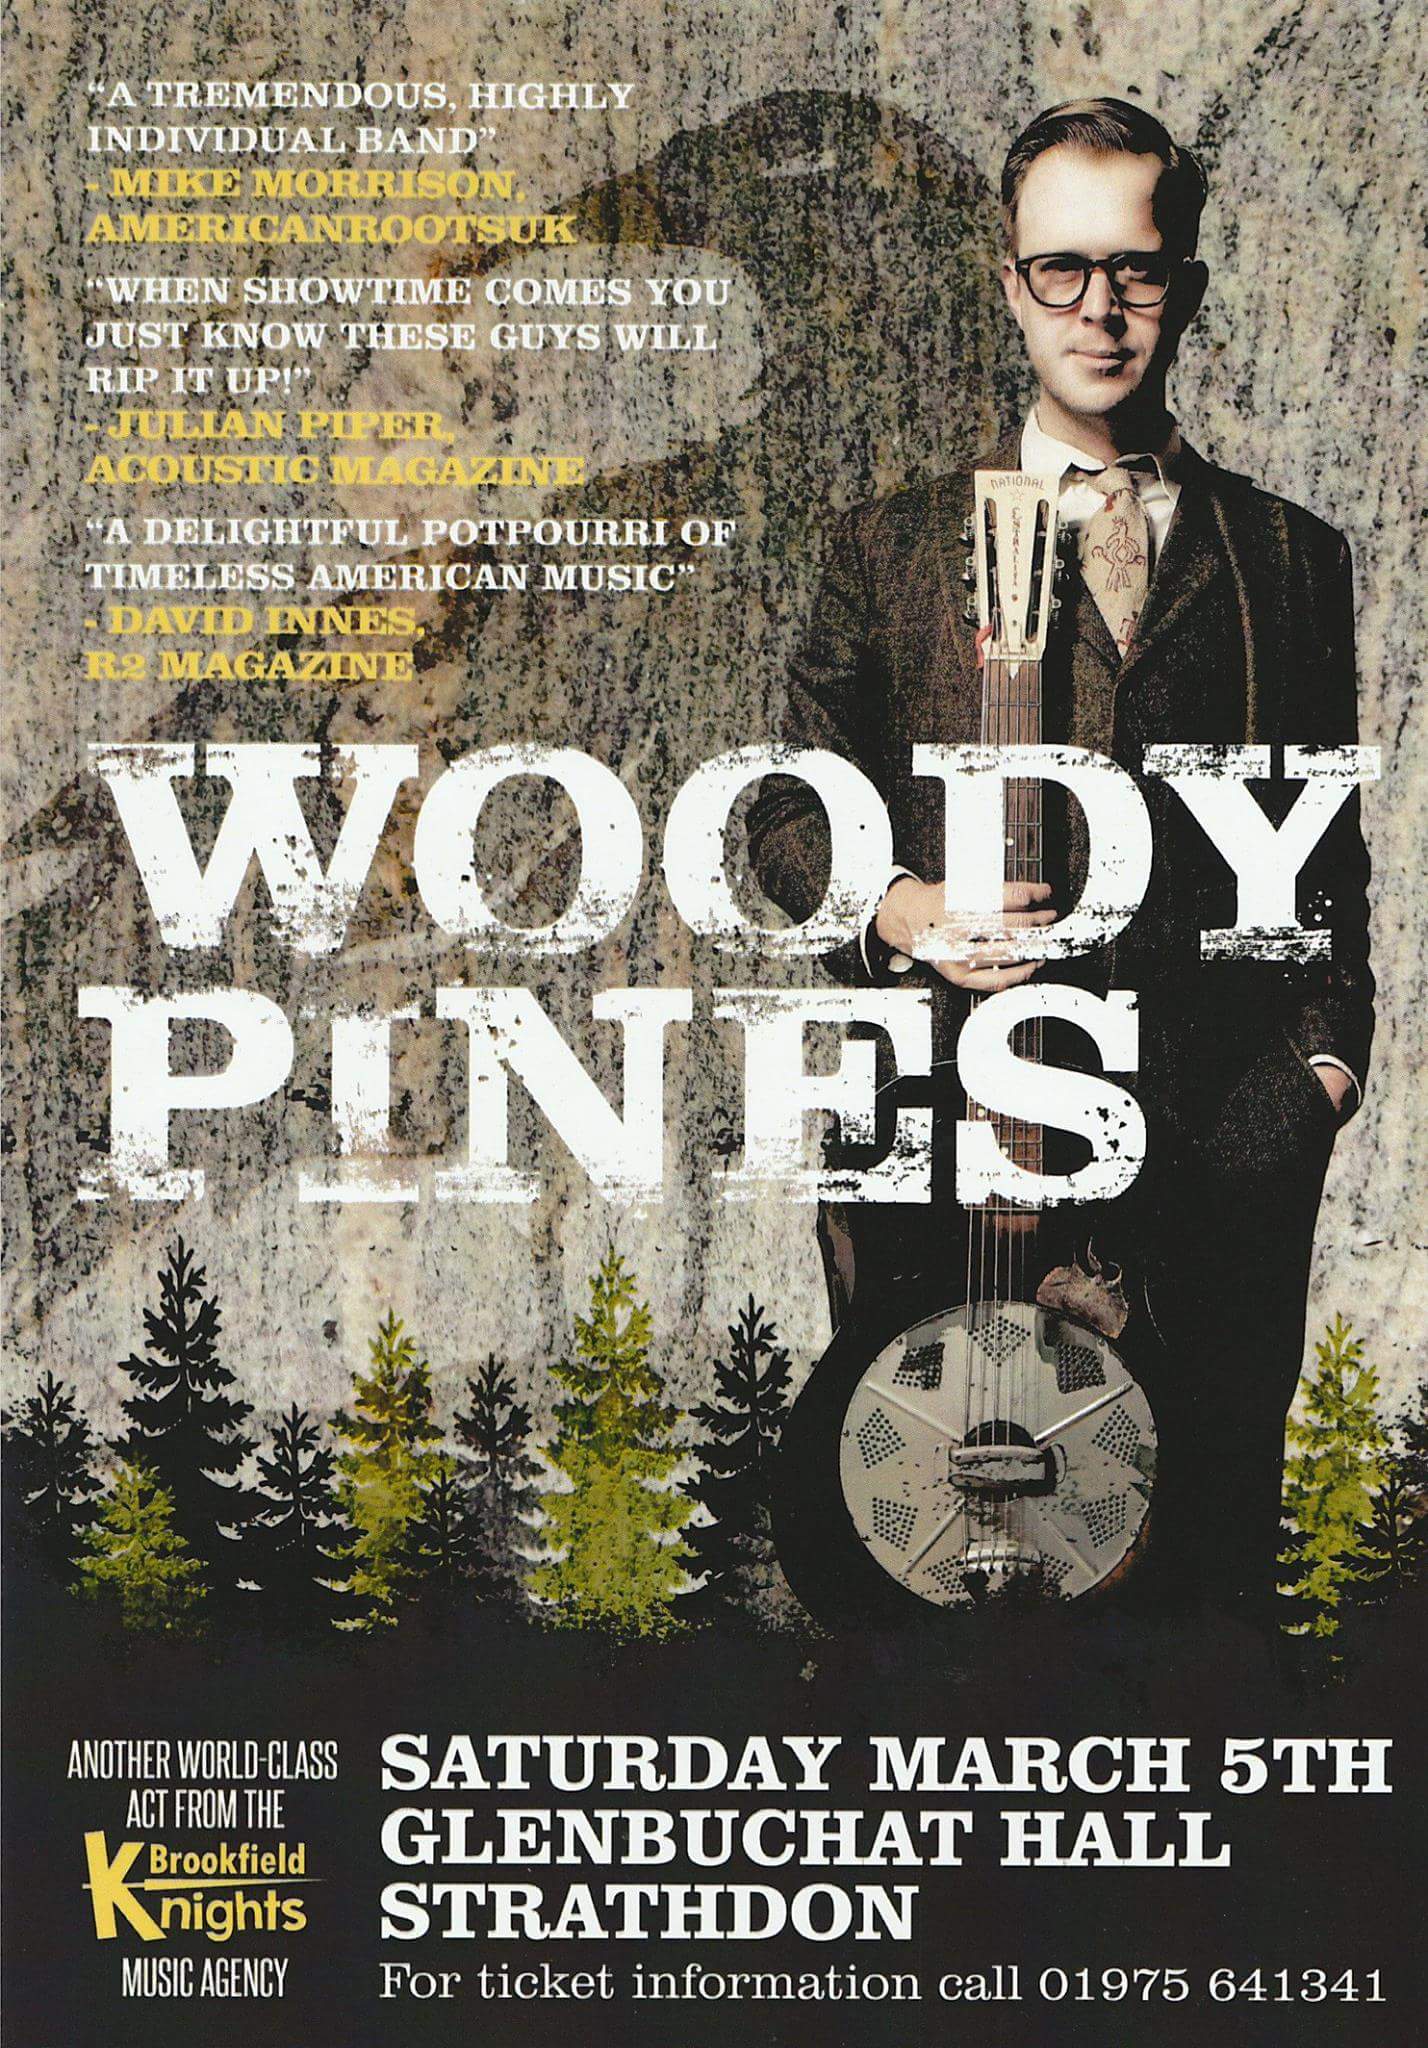 “A TREMENDOUS, HIGHLY
INDIVIDUAL BAND”
- MIKE MORRISON,
AMERICANROOTSUK
“WHEN SHOWTIME COMES YOU
JUST KNOW THESE GUYS WILL
RIP IT UP!”
- JULIAN PIPER,
ACOUSTIC MAGAZINE
“A DELIGHTFUL POTPOURRI OF
TIMELESS AMERICAN MUSIC”
- DAVID INNES,
R2 MAGAZINE
NATIONAL
WOODY
PINES
ANOTHER WORLD-CLASS
ACT FROM THE
Brookfield
Knights
MUSIC AGENCY
SATURDAY MARCH 5TH
GLENBUCHAT HALL
STRATHDON
For ticket information call 01975 641341